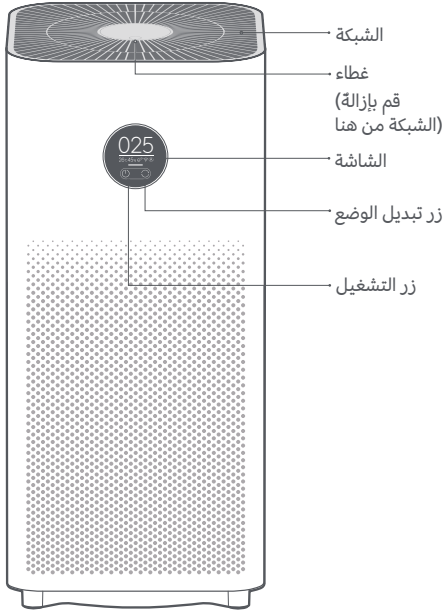 الشبكة
غطاء
(قم بإزالة
الشبكة من هنا)
025
الشاشة
زر تبديل الوضع
زر التشغيل